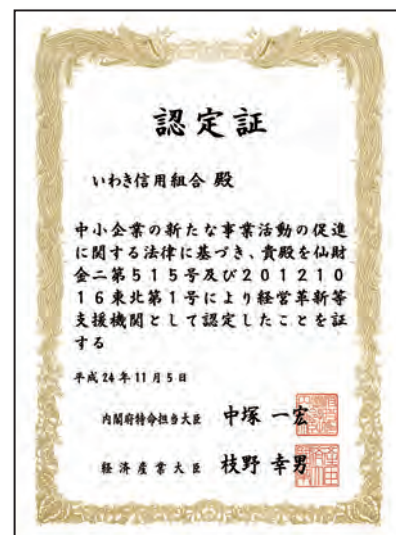 認定証
いわき信用組合 殿
中小企業の新たな事業活動の促進
に関する法律に基づき、貴殿を仙財
金二第515号及び201210
16東北第1号により経営革新等
支援機関として認定したことを証
する
平成24年11月5日
内閣府特命担当大臣 中塚 一宏
経済産業大臣 枝野 幸男